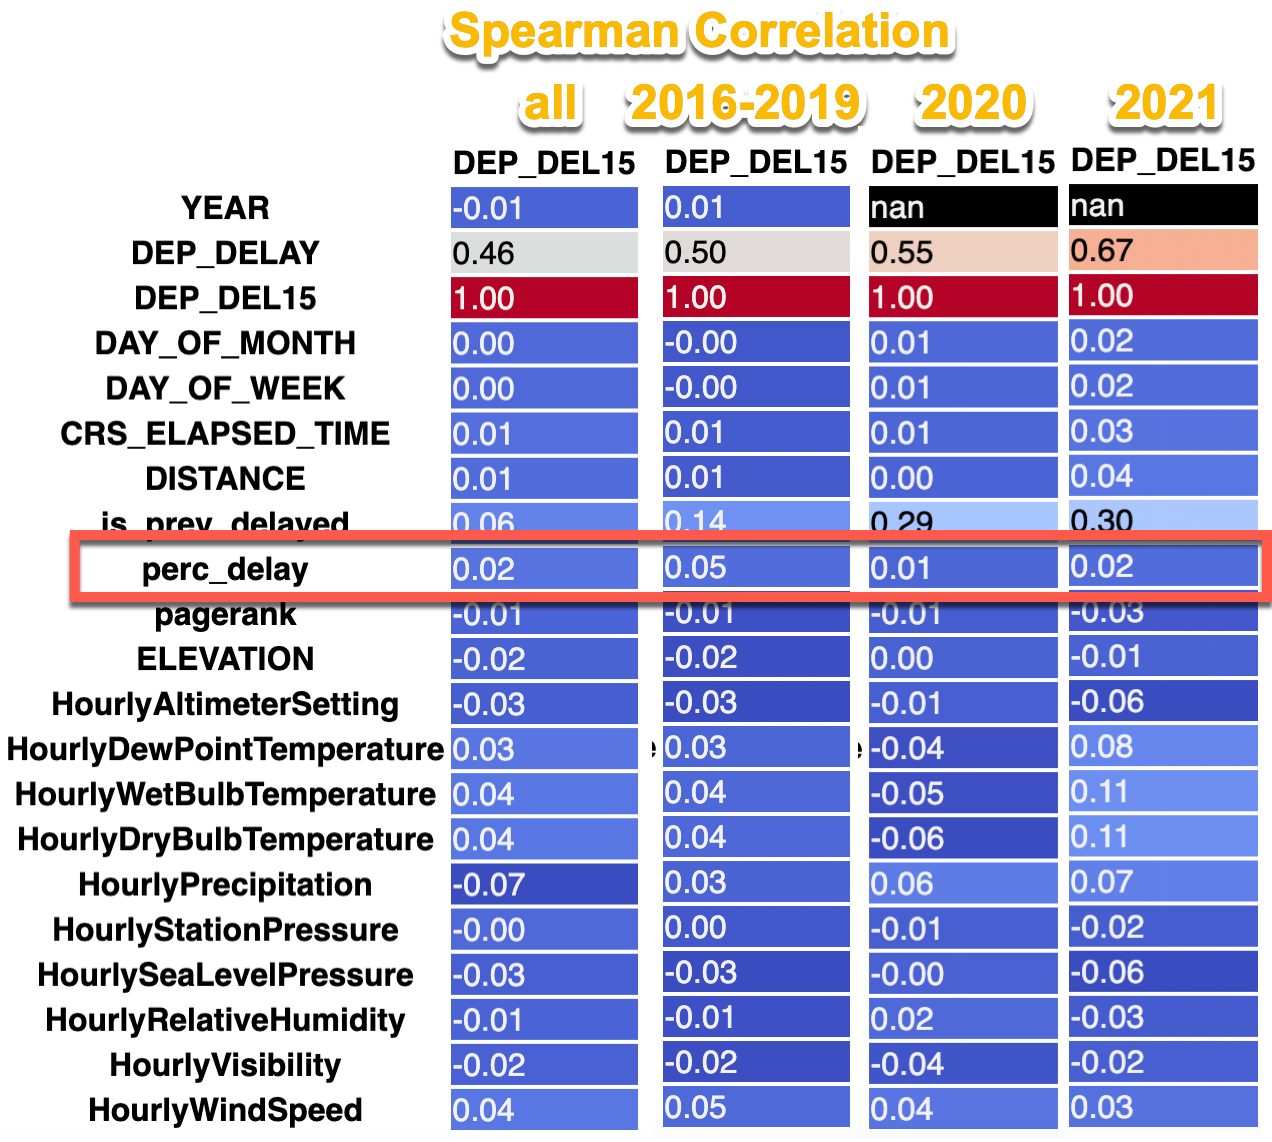 Spearman Correlation
all 2016-2019 2020 2021
DEP_DEL15 DEP_DEL15 DEP_DEL15 DEP_DEL15
YEAR -0.01 0.01 nan nan
DEP_DELAY 0.46 0.50 0.55 0.67
DEP_DEL15 1.00 1.00 1.00 1.00
DAY_OF_MONTH 0.00 -0.00 0.01 0.02
DAY_OF_WEEK 0.00 -0.00 0.01 0.02
CRS_ELAPSED_TIME 0.01 0.01 0.01 0.03
DISTANCE 0.01 0.01 0.00 0.04
is_prev_delayed 0.06 0.14 0.29 0.30
perc_delay 0.02 0.05 0.01 0.02
pagerank -0.01 -0.01 -0.01 -0.03
ELEVATION -0.02 -0.02 0.00 -0.01
HourlyAltimeterSetting -0.03 -0.03 -0.01 -0.06
HourlyDewPointTemperature 0.03 0.03 -0.04 0.08
HourlyWetBulbTemperature 0.04 0.04 -0.05 0.11
HourlyDryBulbTemperature 0.04 0.04 -0.06 0.11
HourlyPrecipitation -0.07 0.03 0.06 0.07
HourlyStationPressure -0.00 0.00 -0.01 -0.02
HourlySeaLevelPressure -0.03 -0.03 -0.00 -0.06
HourlyRelativeHumidity -0.01 -0.01 0.02 -0.03
HourlyVisibility -0.02 -0.02 -0.04 -0.02
HourlyWindSpeed 0.04 0.05 0.04 0.03